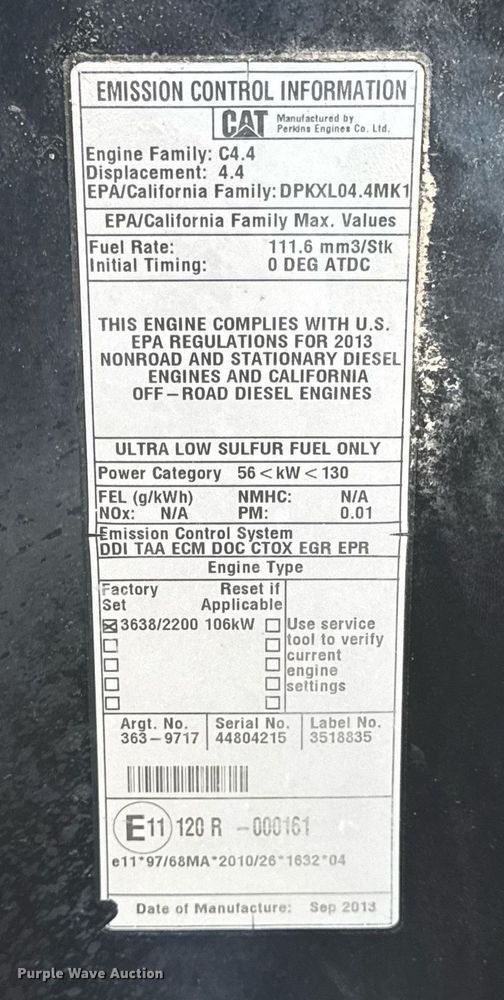 EMISSION CONTROL INFORMATION
CAT Manufactured by
Perkins Engines Co. Ltd.
Engine Family: C4.4
Displacement: 4.4
EPA/California Family: DPKXL04.4MK1
EPA/California Family Max. Values
Fuel Rate: 111.6 mm3/Stk
Initial Timing: 0 DEG ATDC
THIS ENGINE COMPLIES WITH U.S.
EPA REGULATIONS FOR 2013
NONROAD AND STATIONARY DIESEL
ENGINES AND CALIFORNIA
OFF-ROAD DIESEL ENGINES
ULTRA LOW SULFUR FUEL ONLY
Power Category 56<kW<130
FEL (g/kWh) NMHC: N/A
NOx: N/A PM: 0.01
Emission Control System
DDI TAA ECM DOC CTOX EGR EPR
Engine Type
Factory Reset if
Set Applicable
☒ 3638/2200 106kW ☐ Use service
☐ ☐ tool to verify
☐ ☐ current
☐ ☐ engine
☐ ☐ settings
Argt. No. Serial No. Label No.
363-9717 44804215 3518835
E11 120 R -000161
e11*97/68MA*2010/26*1632*04
Date of Manufacture: Sep 2013
Purple Wave Auction